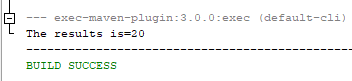 --- exec-maven-plugin:3.0.0:exec (default-cli)
The results is=20
------------------------------------------------
BUILD SUCCESS